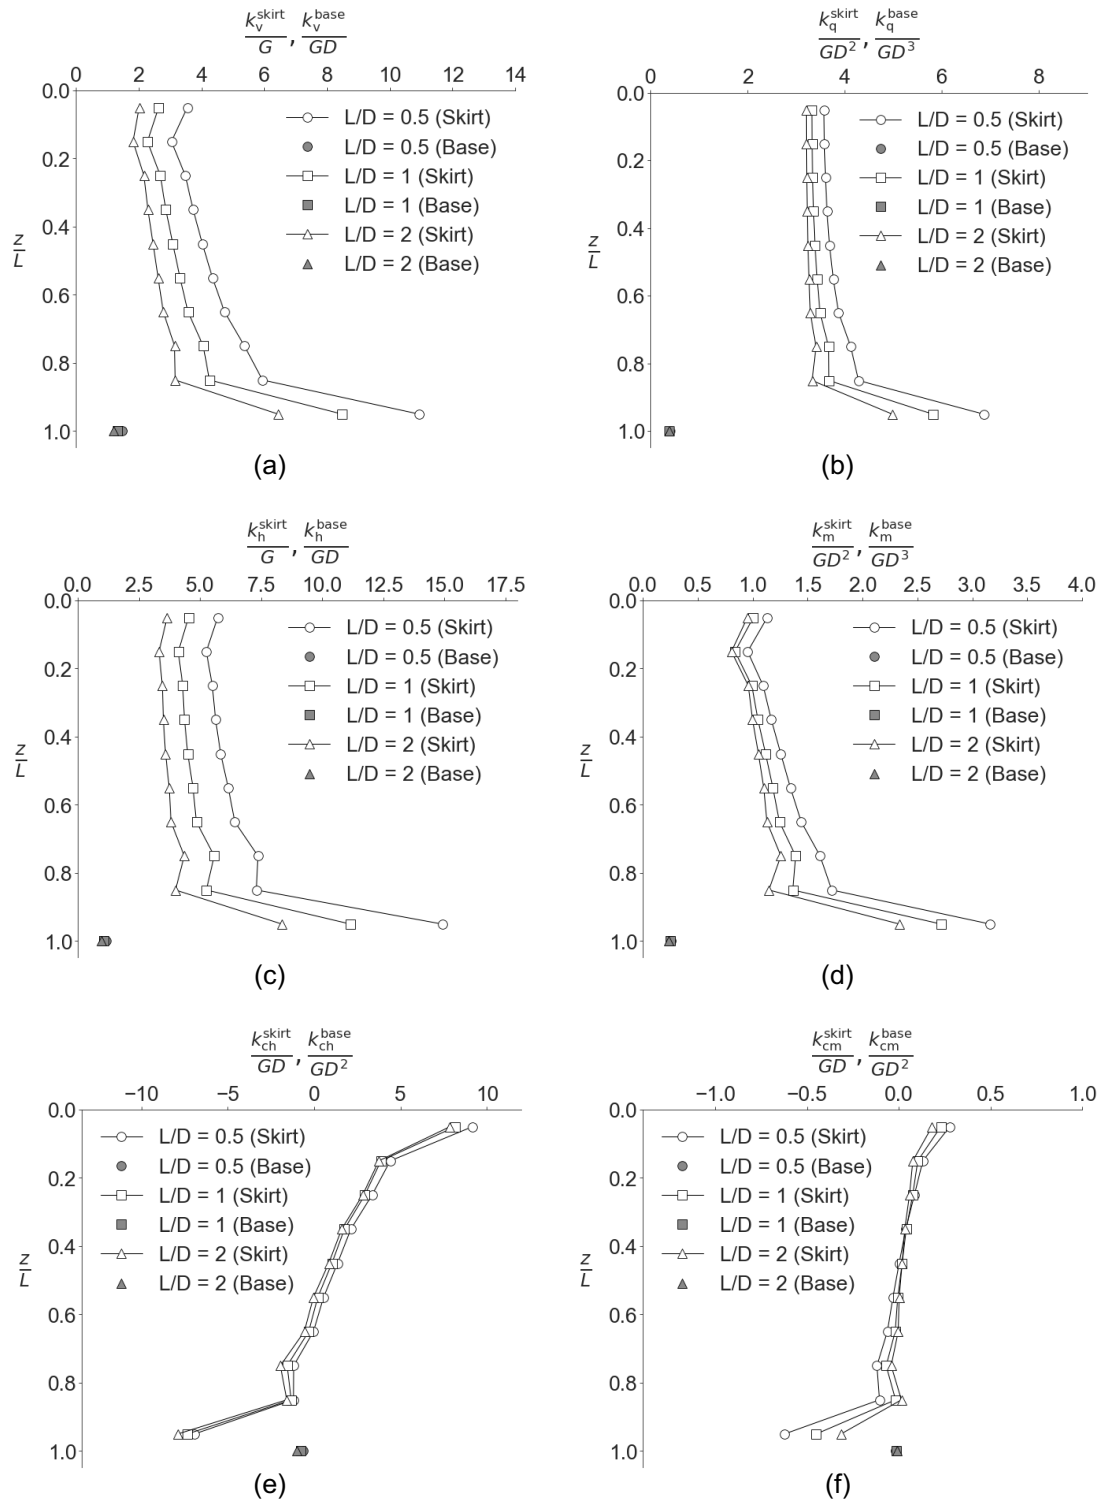 k_v^skirt/G, k_v^base/GD
0 2 4 6 8 10 12 14
0.0
0.2
0.4
0.6
0.8
1.0
z/L
L/D = 0.5 (Skirt)
L/D = 0.5 (Base)
L/D = 1 (Skirt)
L/D = 1 (Base)
L/D = 2 (Skirt)
L/D = 2 (Base)
(a)
k_q^skirt/GD², k_q^base/GD³
0 2 4 6 8
0.0
0.2
0.4
0.6
0.8
1.0
z/L
L/D = 0.5 (Skirt)
L/D = 0.5 (Base)
L/D = 1 (Skirt)
L/D = 1 (Base)
L/D = 2 (Skirt)
L/D = 2 (Base)
(b)
k_h^skirt/G, k_h^base/GD
0.0 2.5 5.0 7.5 10.0 12.5 15.0 17.5
0.0
0.2
0.4
0.6
0.8
1.0
z/L
L/D = 0.5 (Skirt)
L/D = 0.5 (Base)
L/D = 1 (Skirt)
L/D = 1 (Base)
L/D = 2 (Skirt)
L/D = 2 (Base)
(c)
k_m^skirt/GD², k_m^base/GD³
0.0 0.5 1.0 1.5 2.0 2.5 3.0 3.5 4.0
0.0
0.2
0.4
0.6
0.8
1.0
z/L
L/D = 0.5 (Skirt)
L/D = 0.5 (Base)
L/D = 1 (Skirt)
L/D = 1 (Base)
L/D = 2 (Skirt)
L/D = 2 (Base)
(d)
k_ch^skirt/GD, k_ch^base/GD²
−10 −5 0 5 10
0.0
0.2
0.4
0.6
0.8
1.0
z/L
L/D = 0.5 (Skirt)
L/D = 0.5 (Base)
L/D = 1 (Skirt)
L/D = 1 (Base)
L/D = 2 (Skirt)
L/D = 2 (Base)
(e)
k_cm^skirt/GD, k_cm^base/GD²
−1.0 −0.5 0.0 0.5 1.0
0.0
0.2
0.4
0.6
0.8
1.0
z/L
L/D = 0.5 (Skirt)
L/D = 0.5 (Base)
L/D = 1 (Skirt)
L/D = 1 (Base)
L/D = 2 (Skirt)
L/D = 2 (Base)
(f)